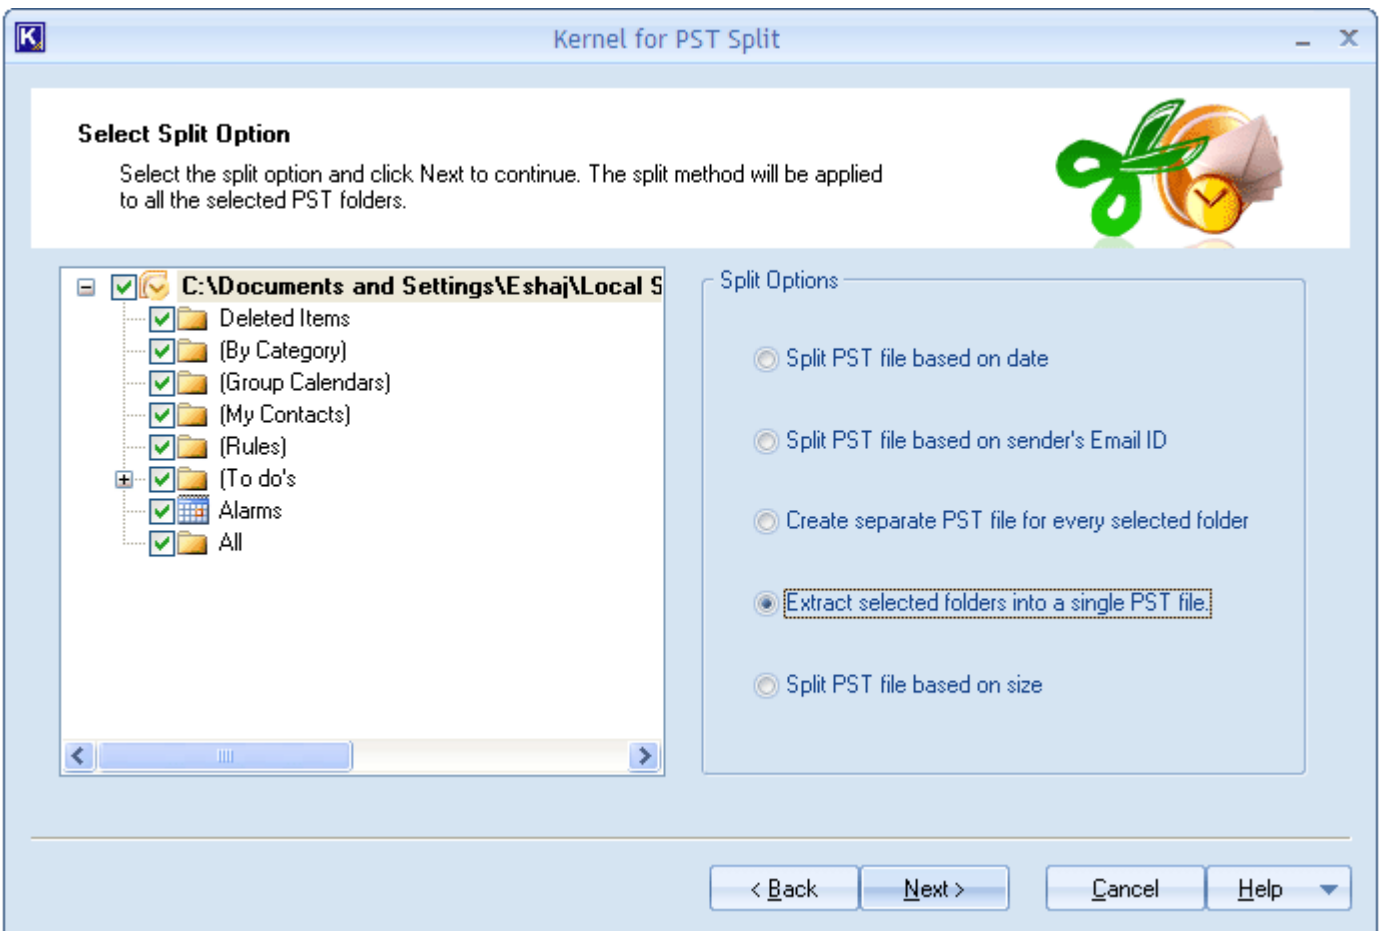 Kernel for PST Split
Select Split Option
Select the split option and click Next to continue. The split method will be applied
to all the selected PST folders.
C:\Documents and Settings\Eshaj\Local S
Deleted Items
(By Category)
(Group Calendars)
(My Contacts)
(Rules)
(To do's
Alarms
All
Split Options
Split PST file based on date
Split PST file based on sender's Email ID
Create separate PST file for every selected folder
Extract selected folders into a single PST file.
Split PST file based on size
< Back
Next >
Cancel
Help